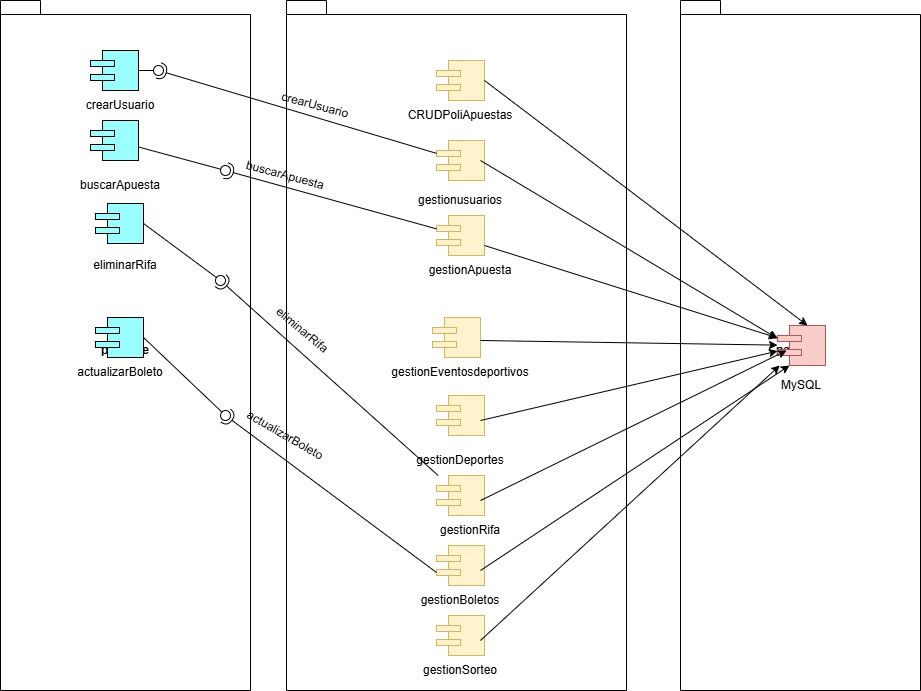 crearUsuario
buscarApuesta
eliminarRifa
actualizarBoleto
crearUsuario
buscarApuesta
eliminarRifa
actualizarBoleto
CRUDPoliApuestas
gestionusuarios
gestionApuesta
gestionEventosdeportivos
gestionDeportes
gestionRifa
gestionBoletos
gestionSorteo
MySQL